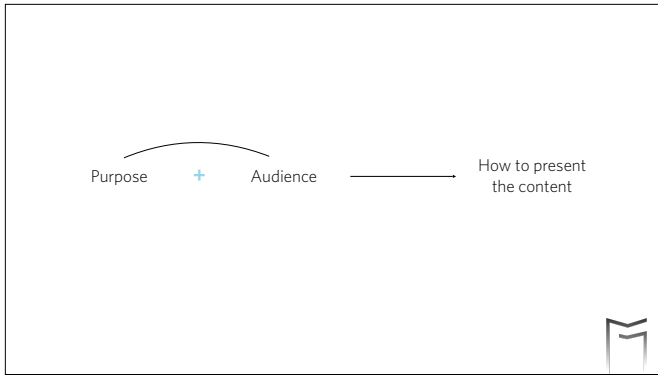 Purpose + Audience
How to present
the content